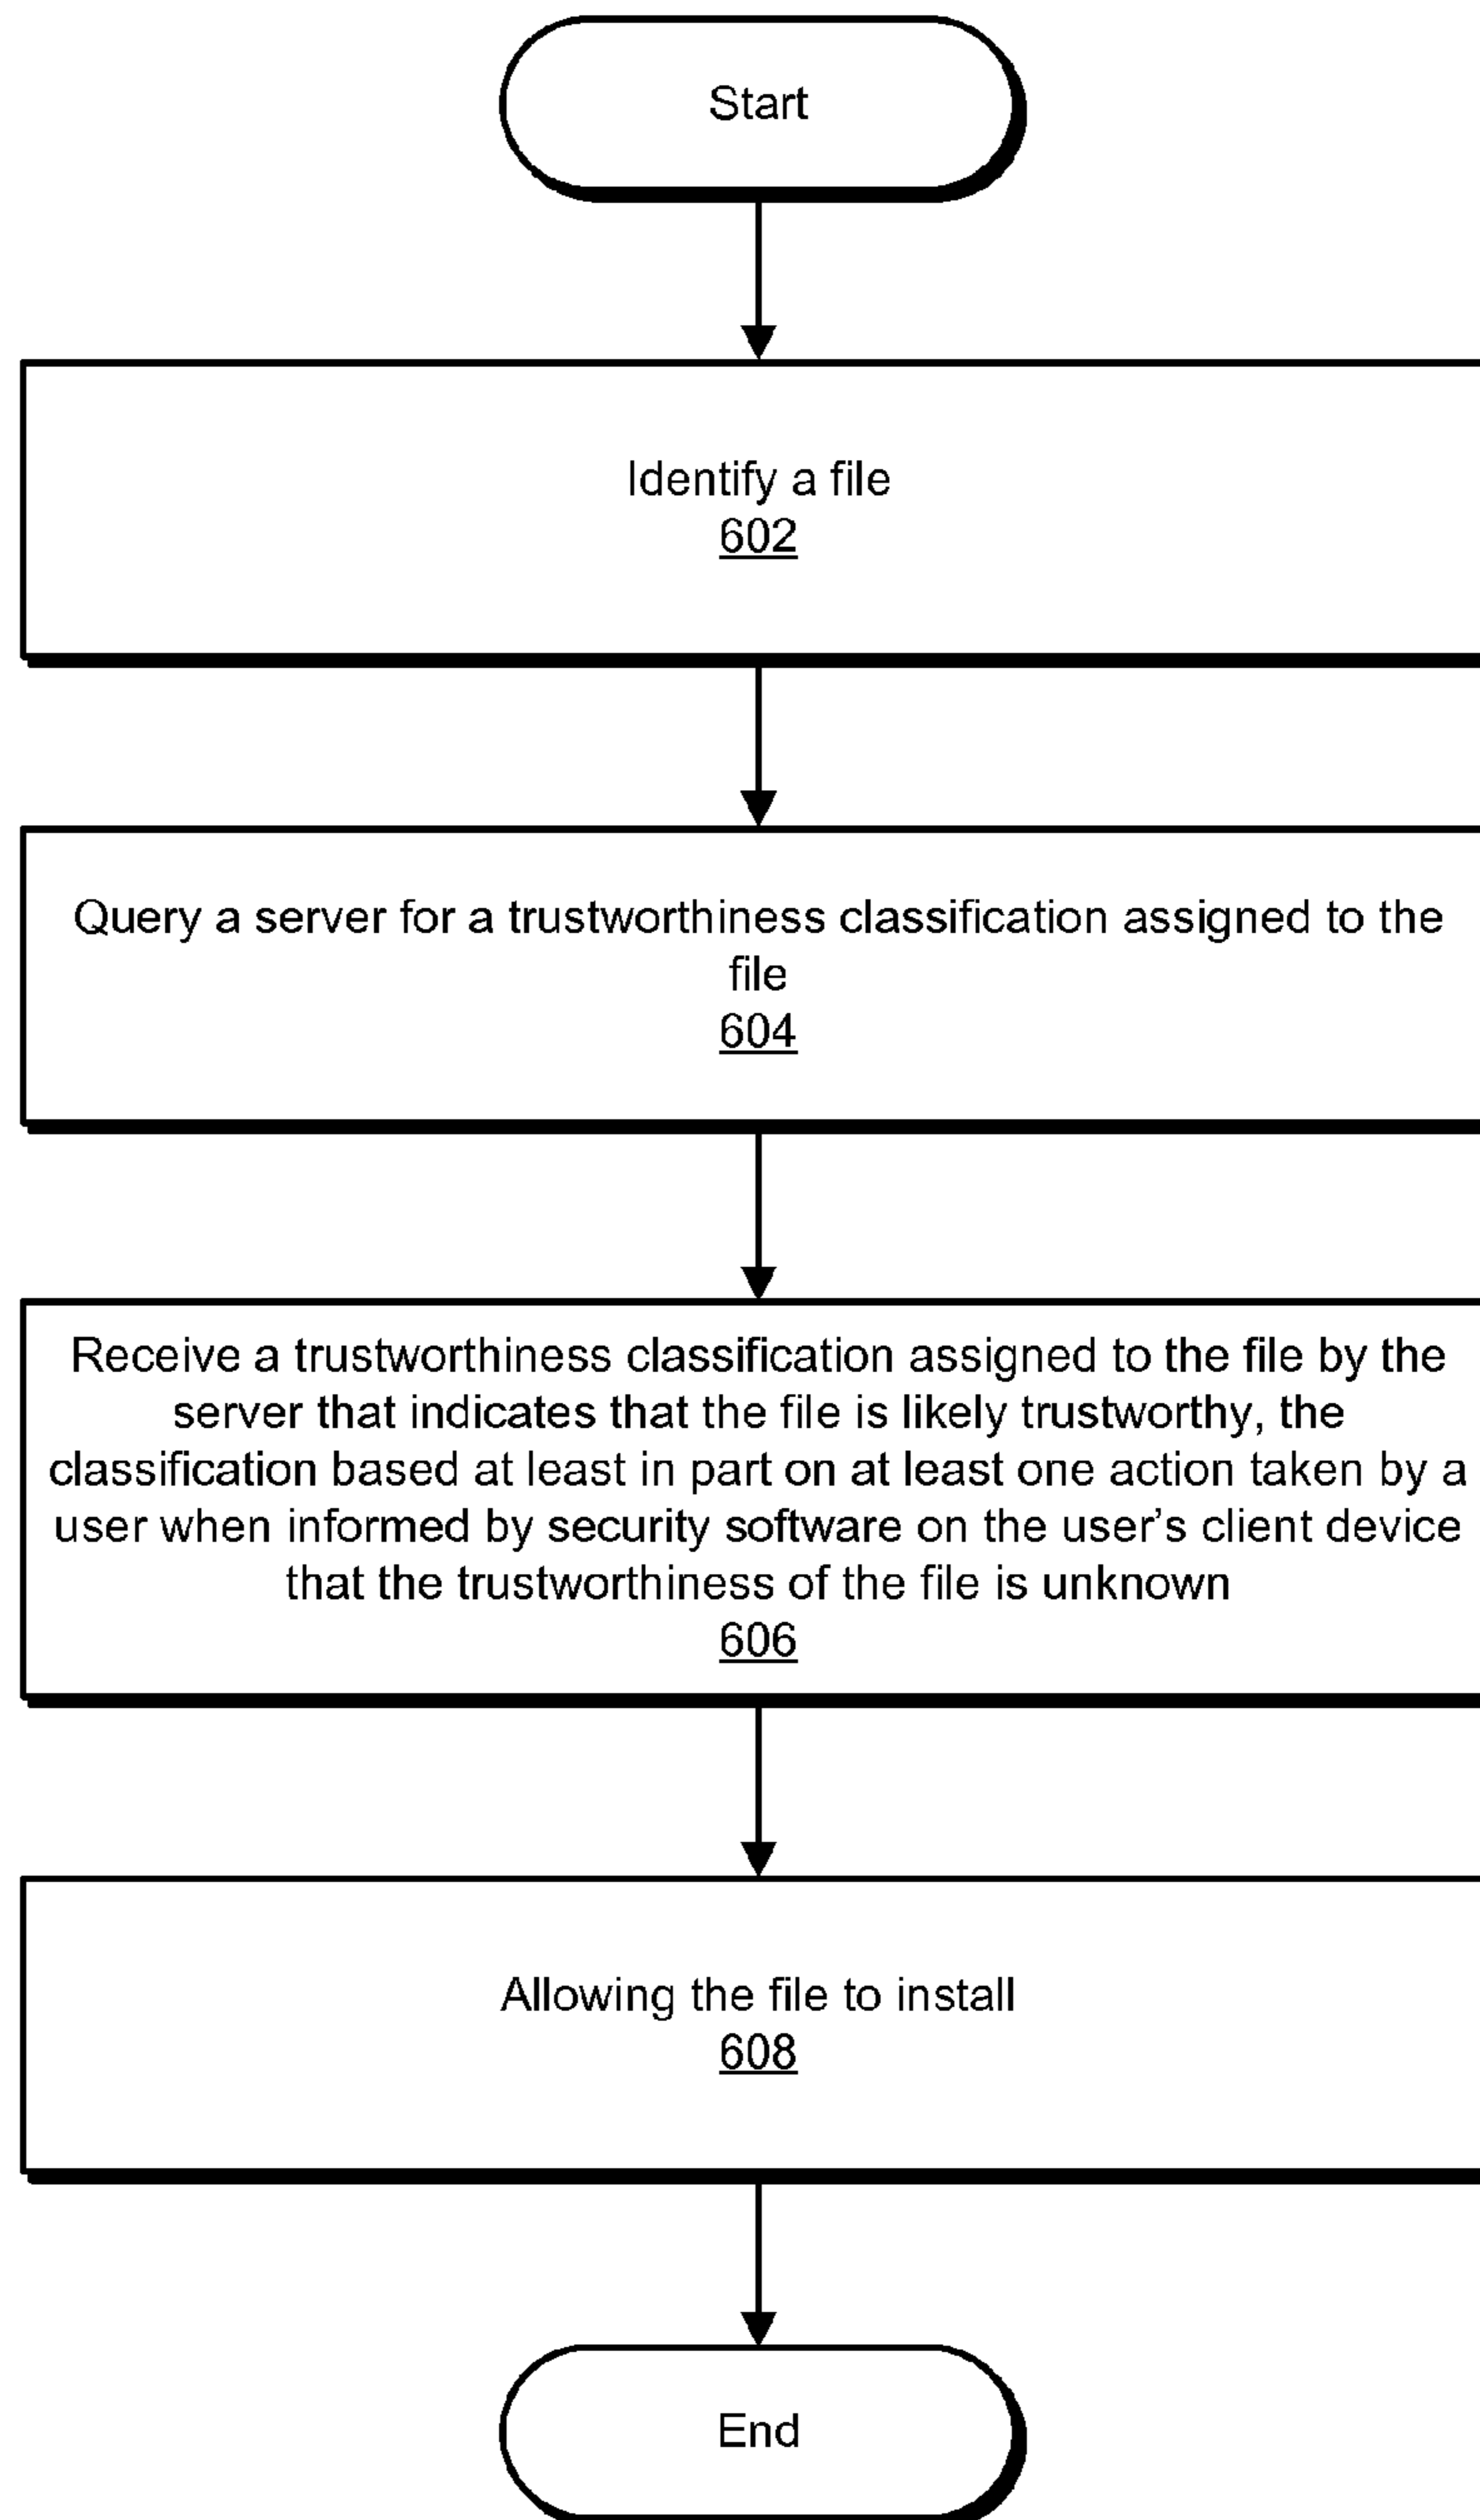 Start
Identify a file
602
Query a server for a trustworthiness classification assigned to the
file
604
Receive a trustworthiness classification assigned to the file by the
server that indicates that the file is likely trustworthy, the
classification based at least in part on at least one action taken by a
user when informed by security software on the user’s client device
that the trustworthiness of the file is unknown
606
Allowing the file to install
608
End